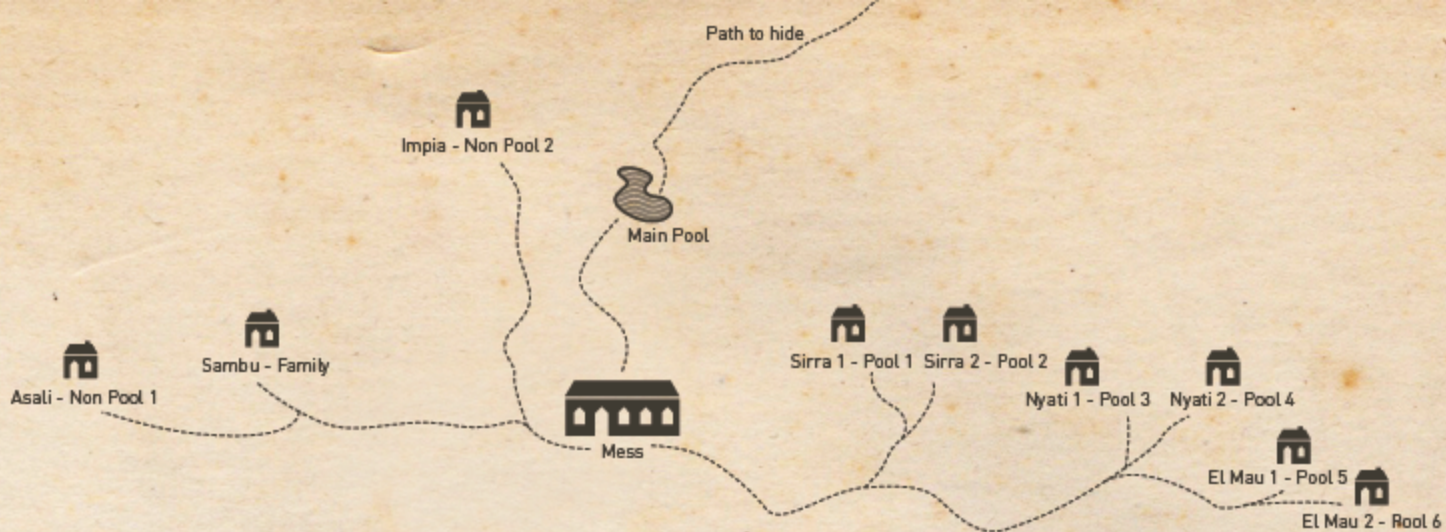 Path to hide
Impia - Non Pool 2
Main Pool
Sambu - Family
Asali - Non Pool 1
Sirra 1 - Pool 1
Sirra 2 - Pool 2
Nyati 1 - Pool 3
Nyati 2 - Pool 4
Mess
El Mau 1 - Pool 5
El Mau 2 - Pool 6